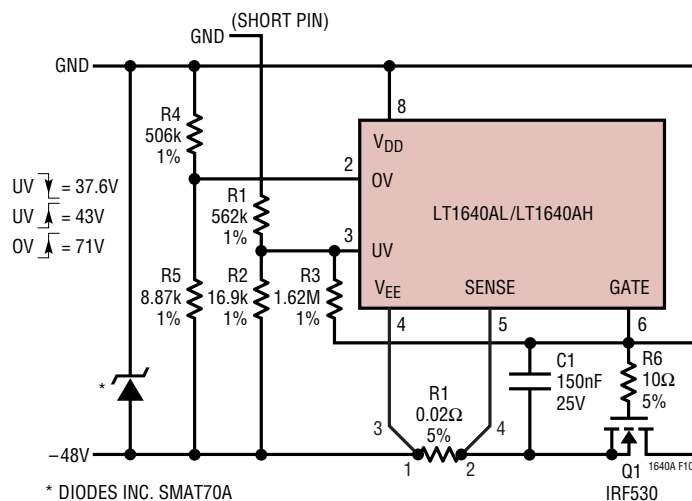 (SHORT PIN)
GND
GND
R4
506k
1%
8
VDD
2
OV
UV = 37.6V
UV = 43V
OV = 71V
R1
562k
1%
LT1640AL/LT1640AH
3
UV
R5
8.87k
1%
R2
16.9k
1%
R3
1.62M
1%
VEE
SENSE
GATE
4
5
6
C1
150nF
25V
R6
10Ω
5%
R1
0.02Ω
5%
*
3
4
–48V
1
2
Q1
IRF530
1640A F10
* DIODES INC. SMAT70A